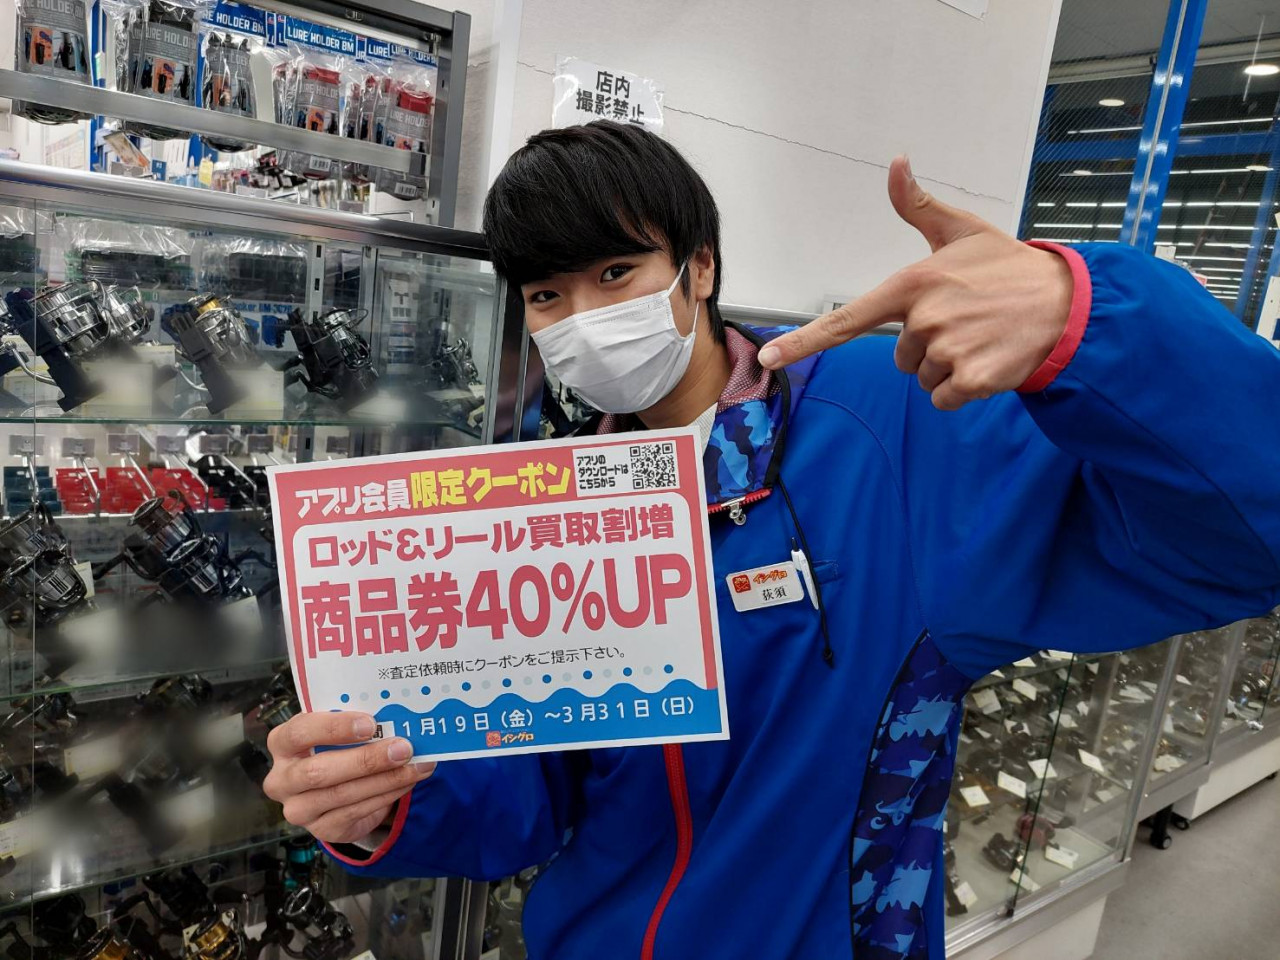 LURE HOLDER BM
LURE HOLDER BM
LURE HOLDER
店内
撮影禁止
アプリ会員限定クーポン
アプリの
ダウンロードは
こちらから
ロッド&リール買取割増
商品券40%UP
※査定依頼時にクーポンをご提示下さい。
間 1月19日（金）～3月31日（日）
イシグロ
イシグロ
荻須